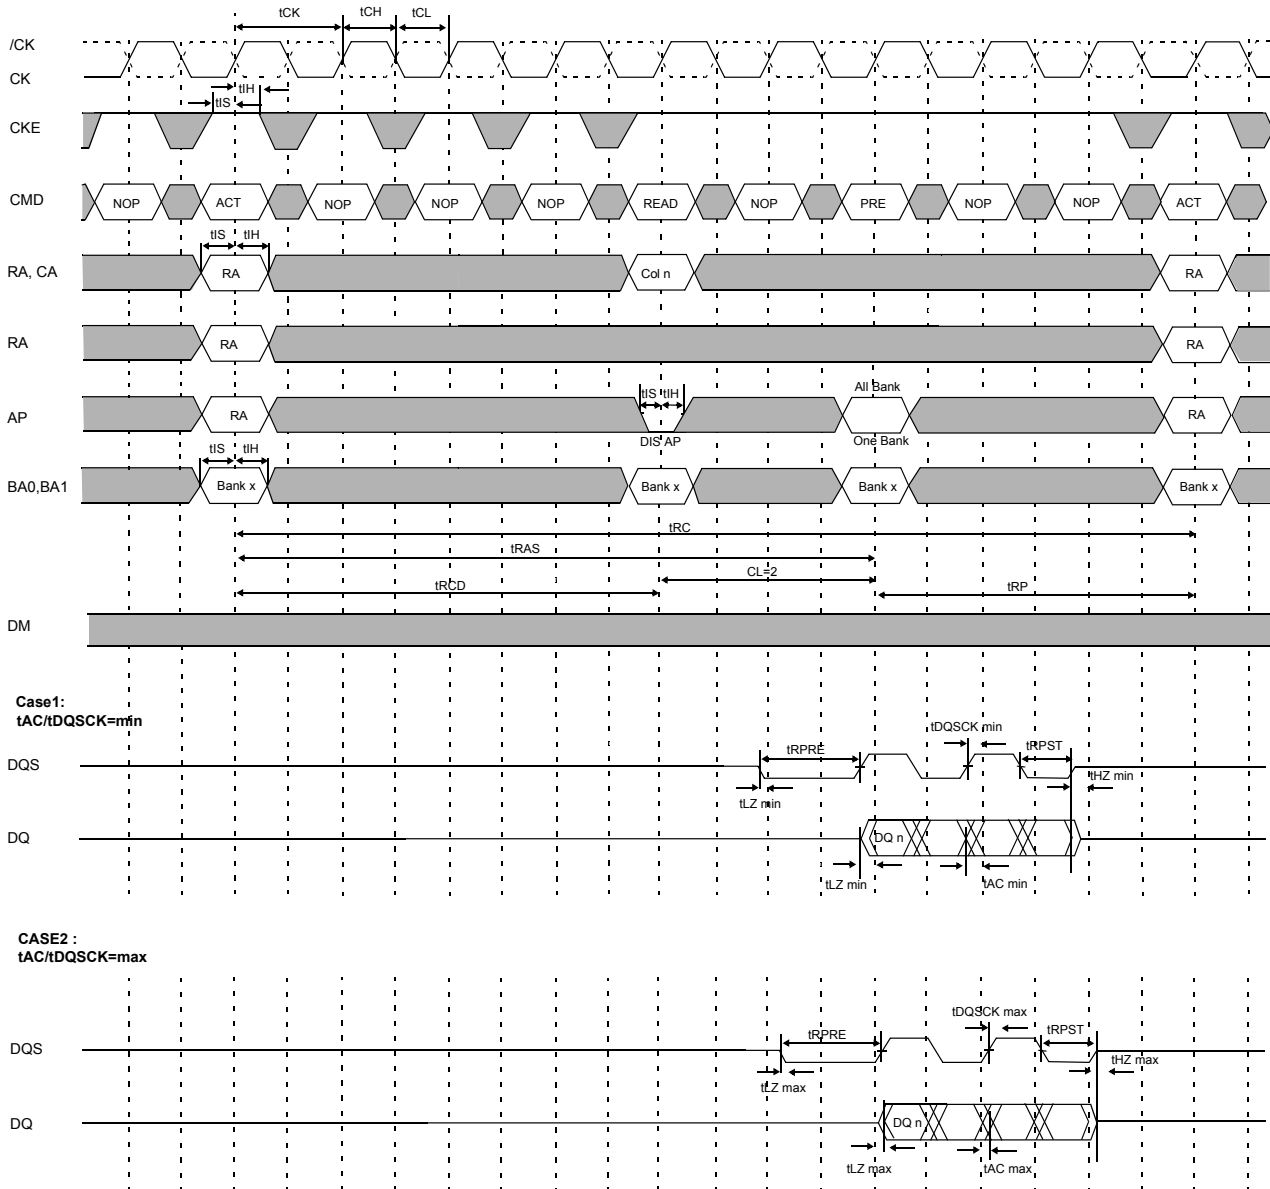 tCK tCH tCL
/CK
CK
tIH
tIS
CKE
CMD NOP ACT NOP NOP NOP READ NOP PRE NOP NOP ACT
tIS tIH
RA, CA RA Col n RA
RA RA RA
tIS tIH All Bank
AP RA RA
DIS AP One Bank
tIS tIH
BA0,BA1 Bank x Bank x Bank x Bank x
tRC
tRAS
CL=2
tRCD tRP
DM
Case1:
tAC/tDQSCK=min
tDQSCK min
tRPRE tRPST
DQS
tHZ min
tLZ min
DQ DQ n
tLZ min tAC min
CASE2 :
tAC/tDQSCK=max
tDQSCK max
tRPRE tRPST
DQS
tHZ max
tLZ max
DQ DQ n
tLZ max tAC max